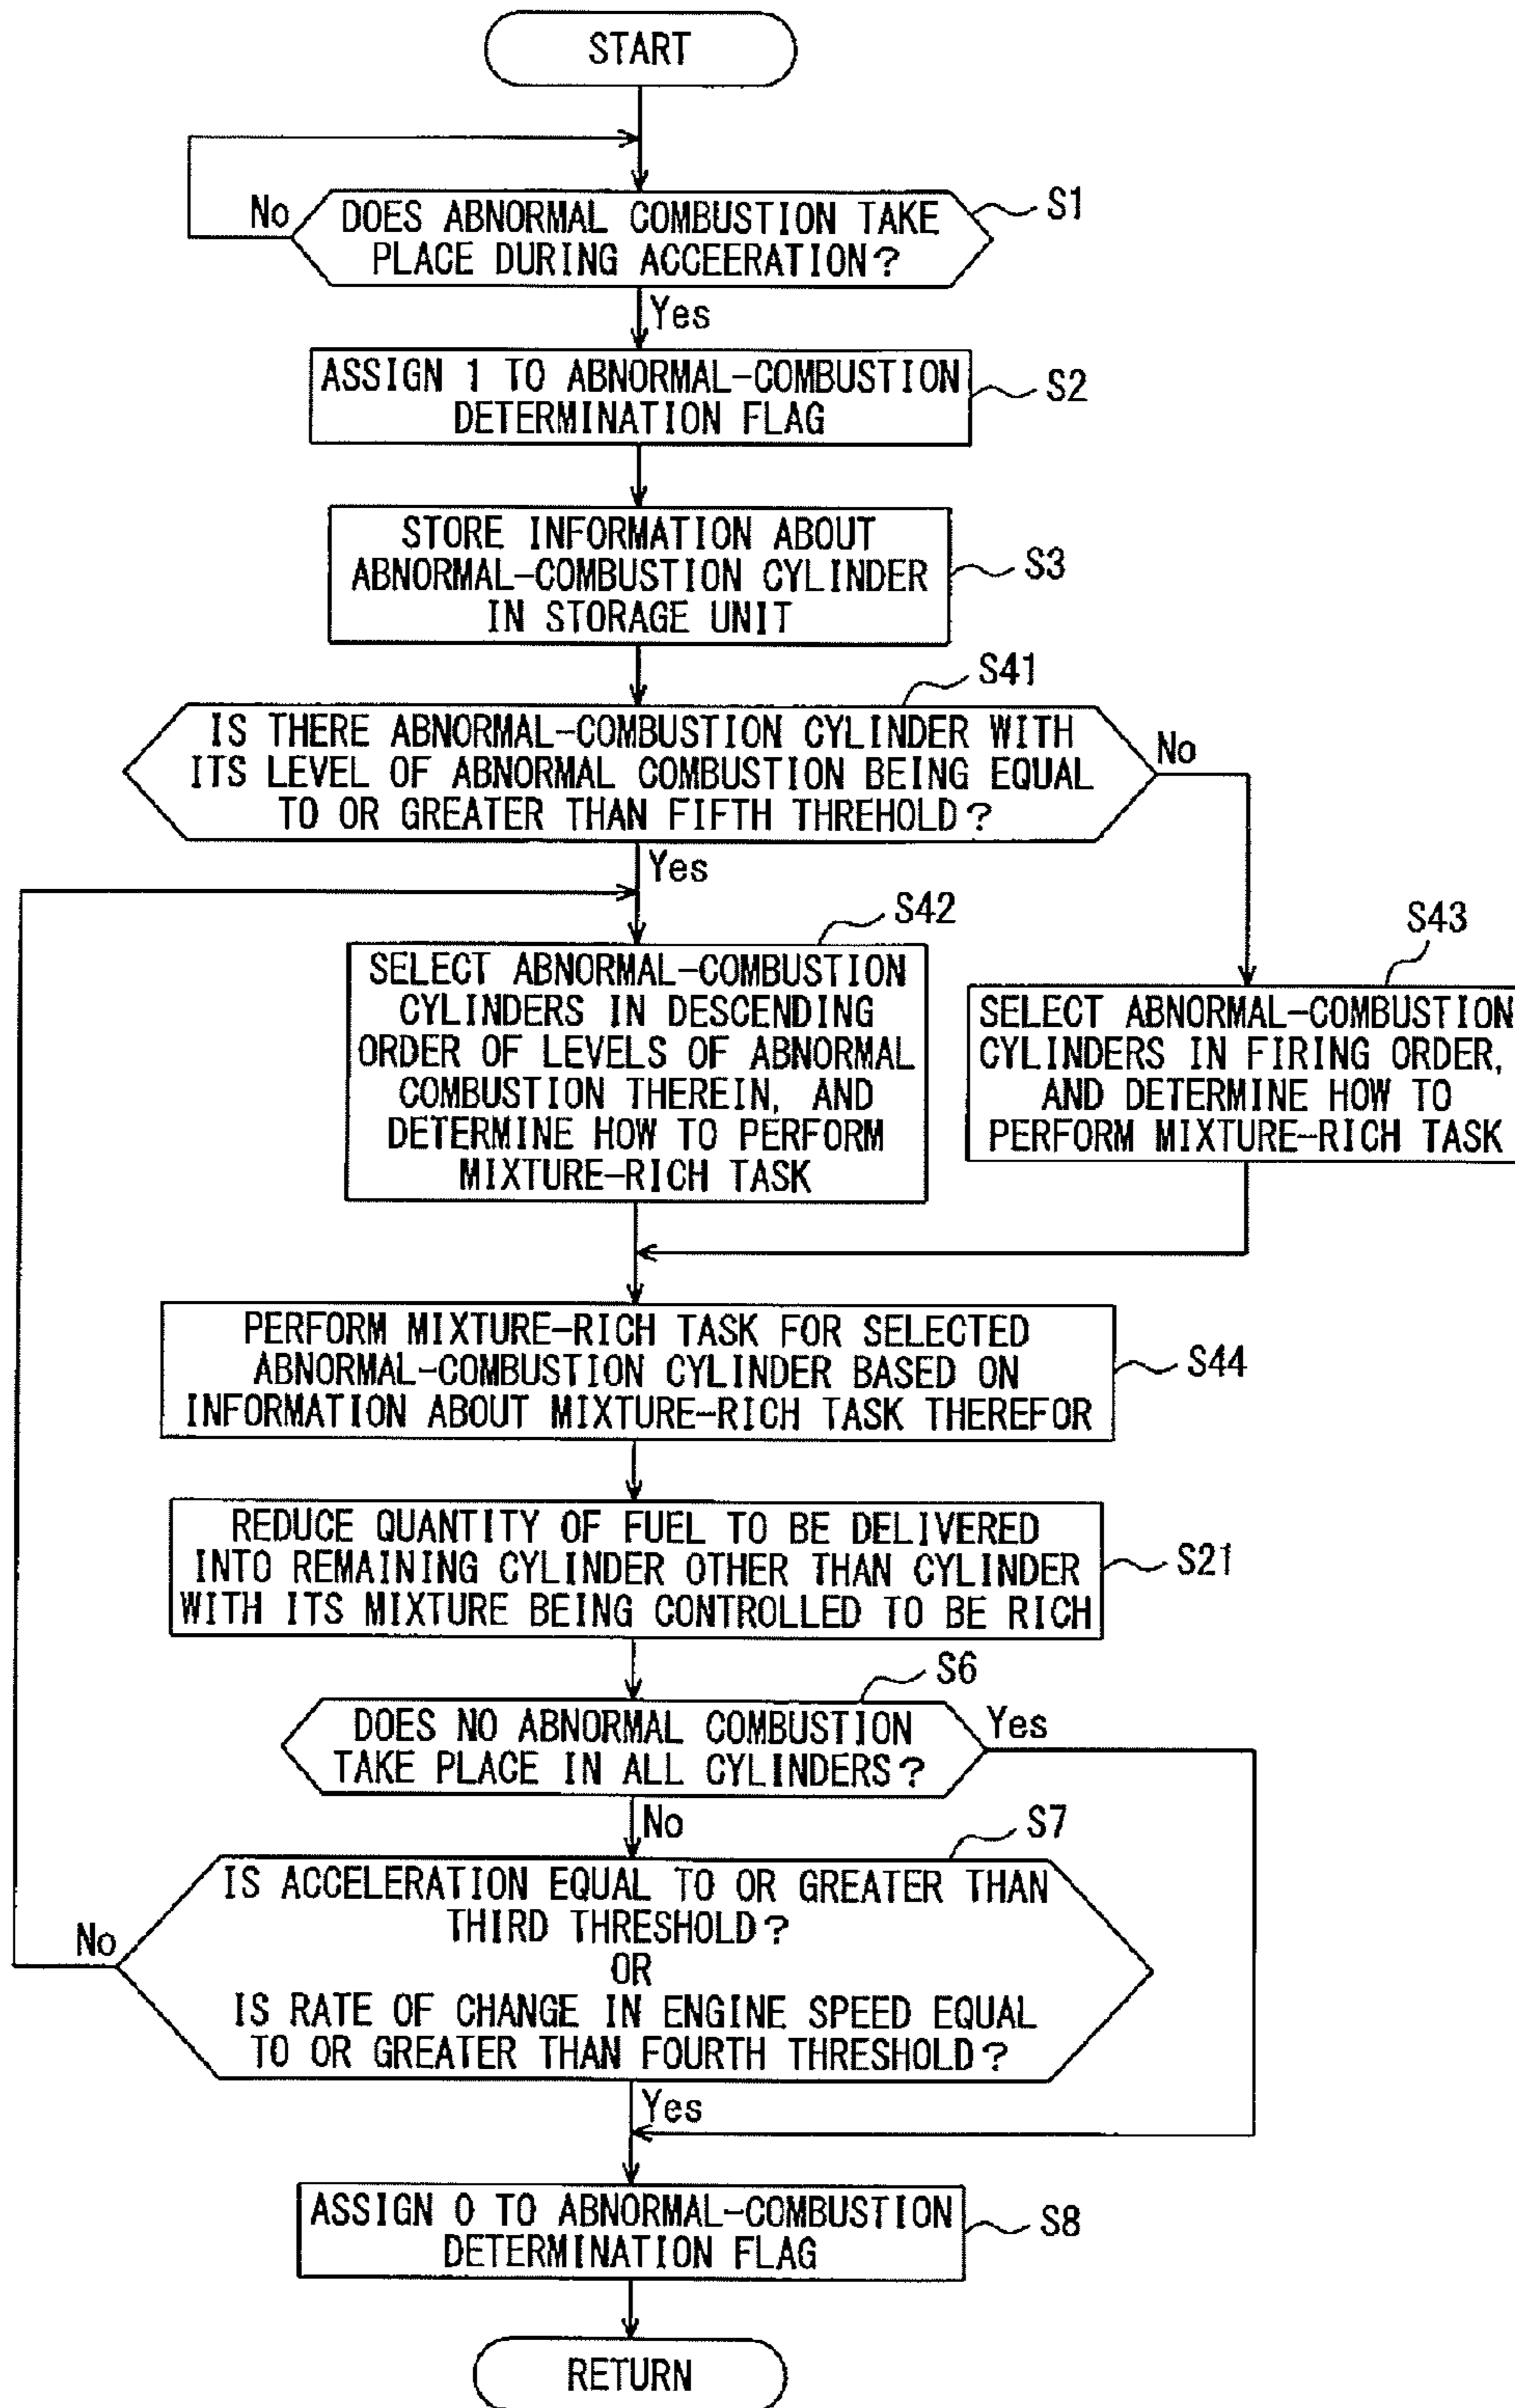 START
No
DOES ABNORMAL COMBUSTION TAKE
PLACE DURING ACCEERATION?
S1
Yes
ASSIGN 1 TO ABNORMAL-COMBUSTION
DETERMINATION FLAG
S2
STORE INFORMATION ABOUT
ABNORMAL-COMBUSTION CYLINDER
IN STORAGE UNIT
S3
S41
IS THERE ABNORMAL-COMBUSTION CYLINDER WITH
ITS LEVEL OF ABNORMAL COMBUSTION BEING EQUAL
TO OR GREATER THAN FIFTH THREHOLD?
No
Yes
S42
SELECT ABNORMAL-COMBUSTION
CYLINDERS IN DESCENDING
ORDER OF LEVELS OF ABNORMAL
COMBUSTION THEREIN, AND
DETERMINE HOW TO PERFORM
MIXTURE-RICH TASK
S43
SELECT ABNORMAL-COMBUSTION
CYLINDERS IN FIRING ORDER,
AND DETERMINE HOW TO
PERFORM MIXTURE-RICH TASK
PERFORM MIXTURE-RICH TASK FOR SELECTED
ABNORMAL-COMBUSTION CYLINDER BASED ON
INFORMATION ABOUT MIXTURE-RICH TASK THEREFOR
S44
REDUCE QUANTITY OF FUEL TO BE DELIVERED
INTO REMAINING CYLINDER OTHER THAN CYLINDER
WITH ITS MIXTURE BEING CONTROLLED TO BE RICH
S21
S6
DOES NO ABNORMAL COMBUSTION
TAKE PLACE IN ALL CYLINDERS?
Yes
No
S7
IS ACCELERATION EQUAL TO OR GREATER THAN
THIRD THRESHOLD?
OR
IS RATE OF CHANGE IN ENGINE SPEED EQUAL
TO OR GREATER THAN FOURTH THRESHOLD?
No
Yes
ASSIGN 0 TO ABNORMAL-COMBUSTION
DETERMINATION FLAG
S8
RETURN